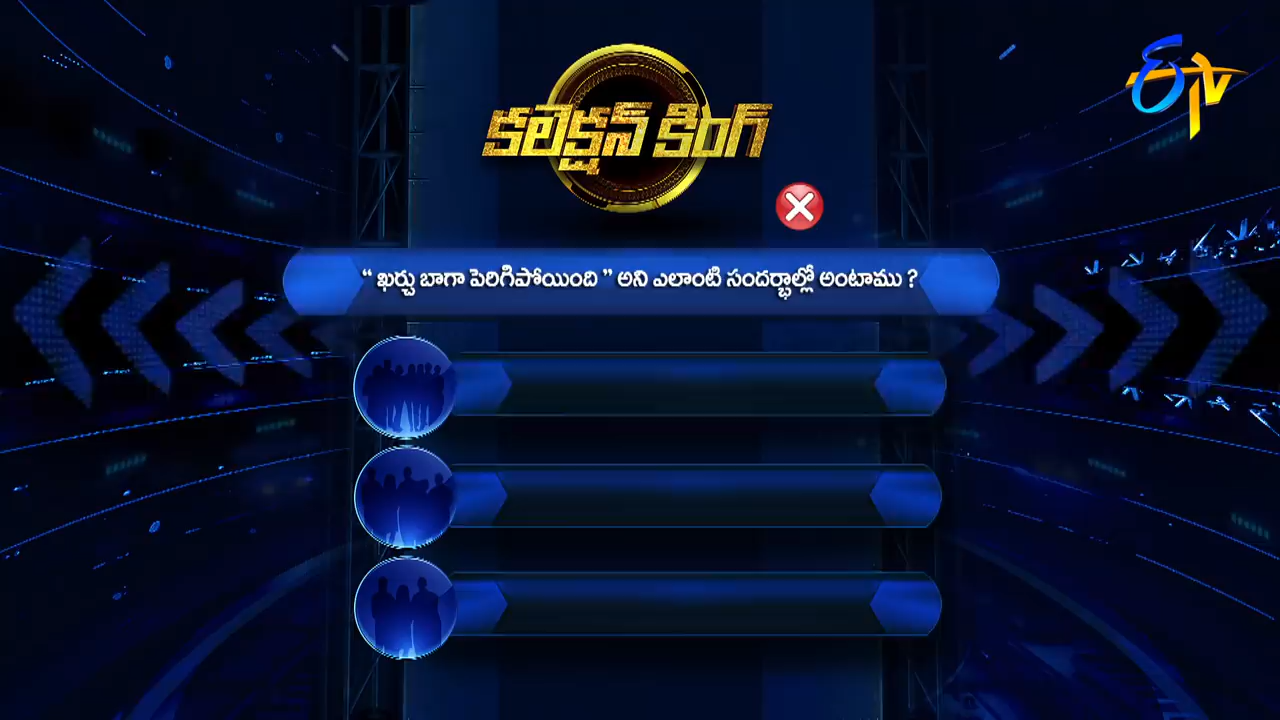 ETV
కలెక్షన్ కింగ్
“ ఖర్చు బాగా పెరిగిపోయింది ” అని ఎలాంటి సందర్భాల్లో అంటాము ?